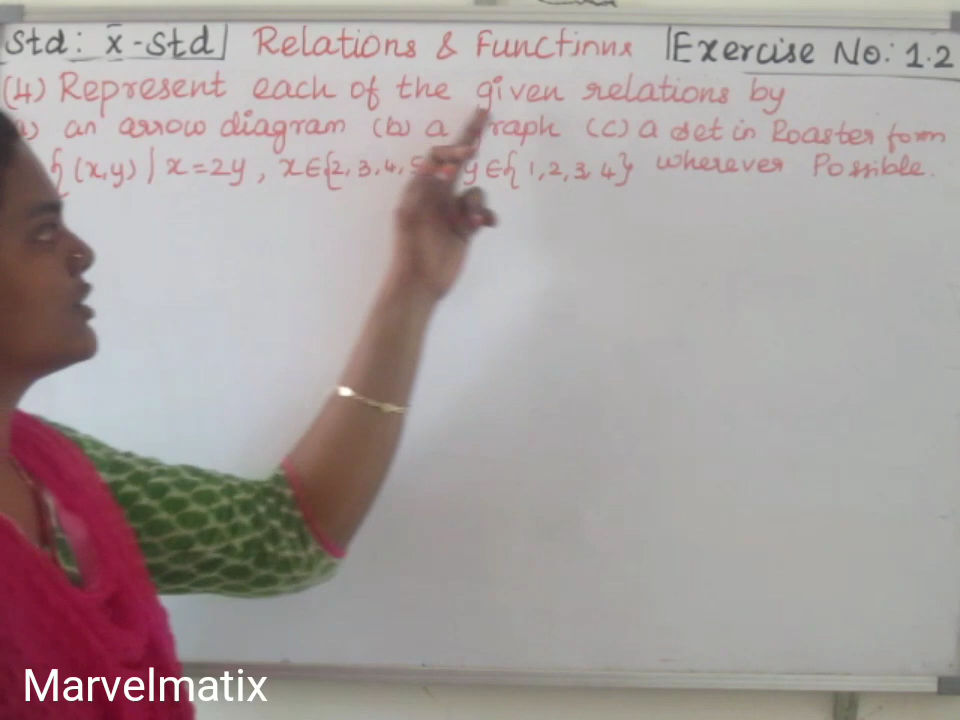 Std: X-Std Relations & Functions Exercise No: 1.2
(4) Represent each of the given relations by
an arrow diagram (b) a graph (c) a set in Roaster form
{(x,y) | x=2y, x∈{2, 3, 4, 5 y∈{1, 2, 3, 4} wherever Possible.
Marvelmatix